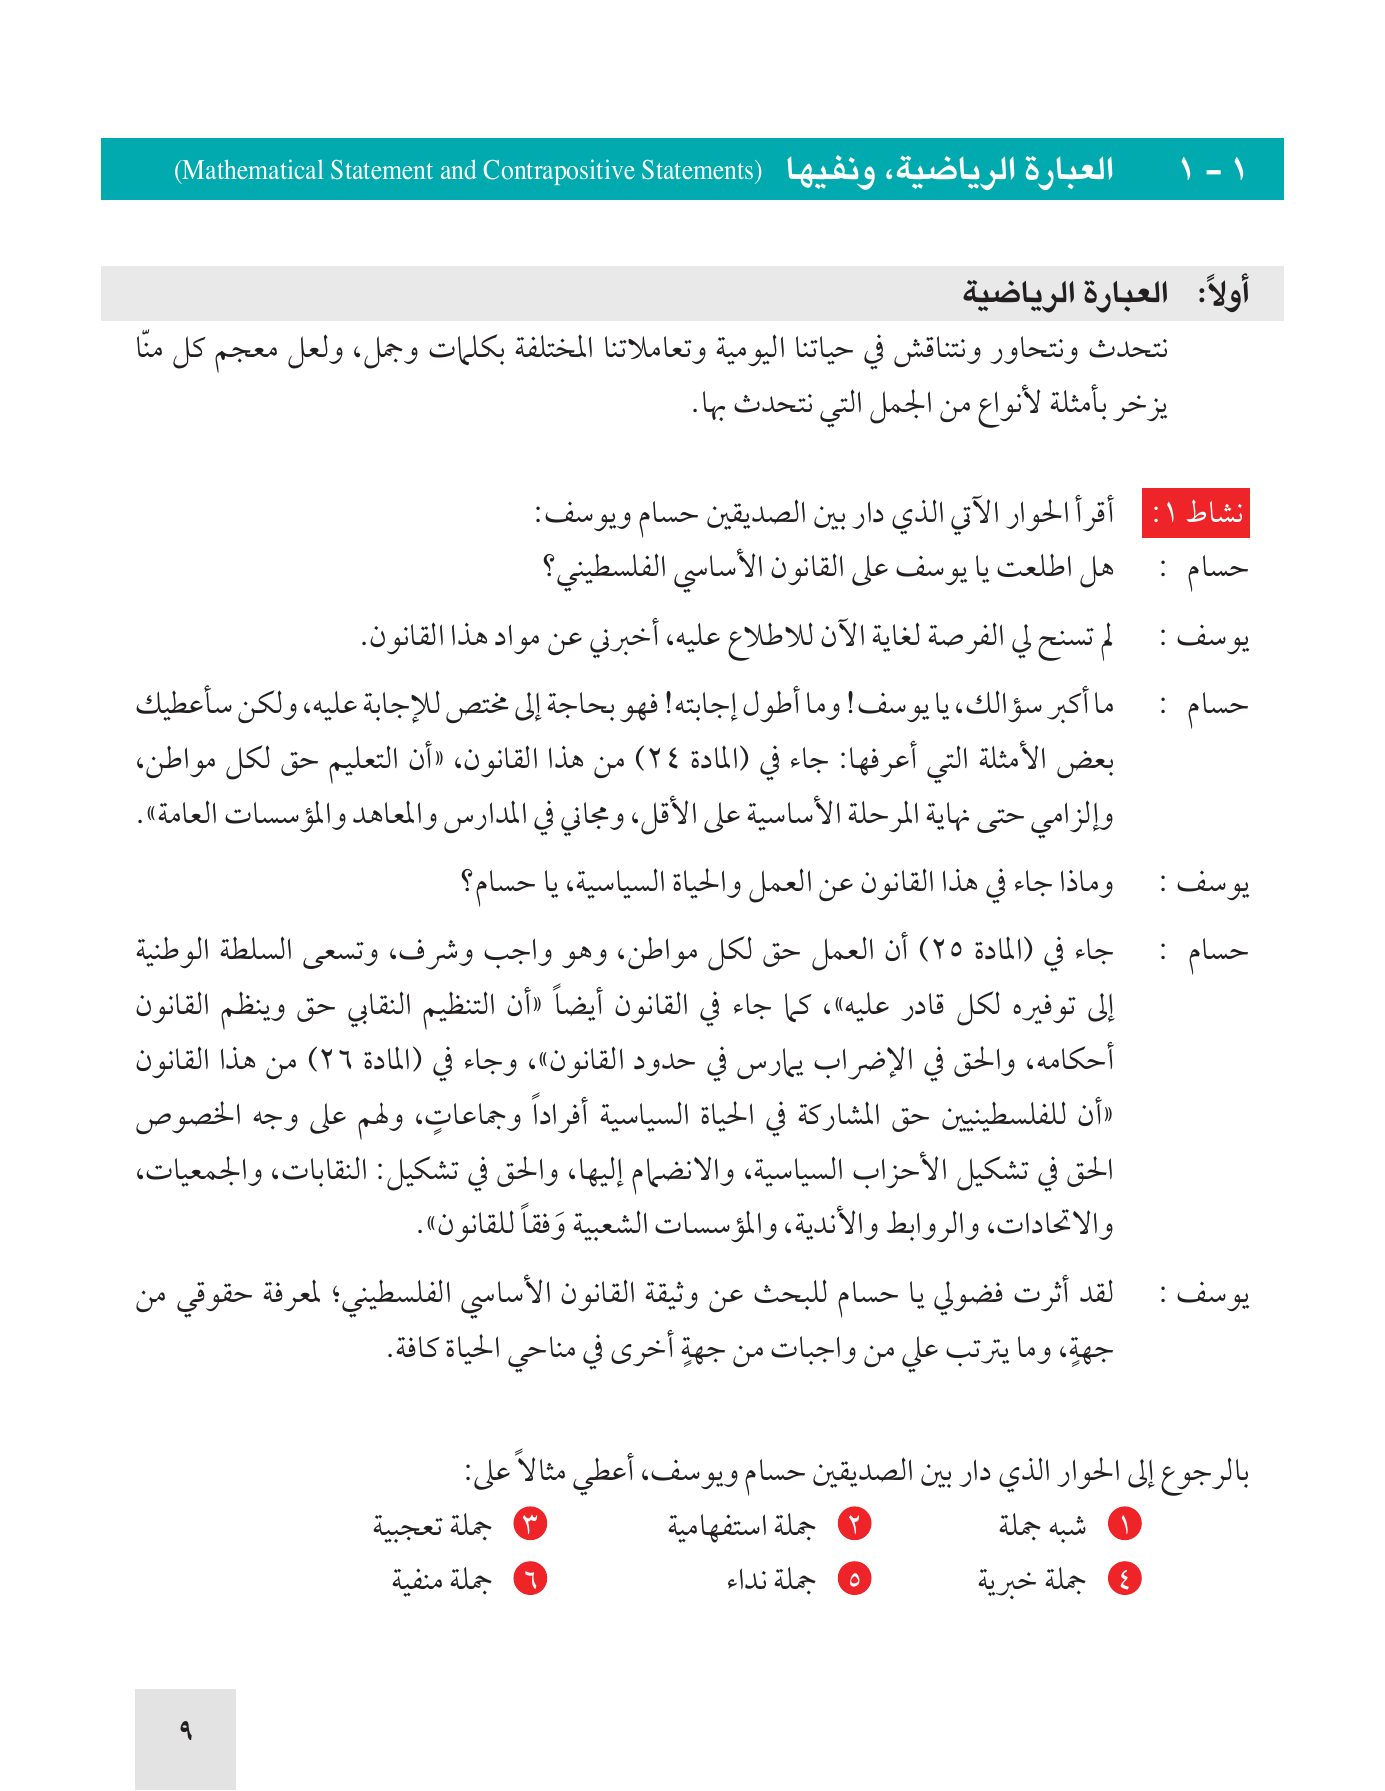 ١ - ١ العبارة الرياضية، ونفيها (Mathematical Statement and Contrapositive Statements)
أولاً: العبارة الرياضية
نتحدث ونتحاور ونتناقش في حياتنا اليومية وتعاملاتنا المختلفة بكلمات وجمل، ولعل معجم كل منّا
يزخر بأمثلة لأنواع من الجمل التي نتحدث بها.
نشاط ١: أقرأ الحوار الآتي الذي دار بين الصديقين حسام ويوسف:
حسام : هل اطلعت يا يوسف على القانون الأساسي الفلسطيني؟
يوسف : لم تسنح لي الفرصة لغاية الآن للاطلاع عليه، أخبرني عن مواد هذا القانون.
حسام : ما أكبر سؤالك، يا يوسف! وما أطول إجابته! فهو بحاجة إلى مختص للإجابة عليه، ولكن سأعطيك
بعض الأمثلة التي أعرفها: جاء في (المادة ٢٤) من هذا القانون، «أن التعليم حق لكل مواطن،
وإلزامي حتى نهاية المرحلة الأساسية على الأقل، ومجاني في المدارس والمعاهد والمؤسسات العامة».
يوسف : وماذا جاء في هذا القانون عن العمل والحياة السياسية، يا حسام؟
حسام : جاء في (المادة ٢٥) أن العمل حق لكل مواطن، وهو واجب وشرف، وتسعى السلطة الوطنية
إلى توفيره لكل قادر عليه»، كما جاء في القانون أيضاً «أن التنظيم النقابي حق وينظم القانون
أحكامه، والحق في الإضراب يمارس في حدود القانون»، وجاء في (المادة ٢٦) من هذا القانون
«أن للفلسطينيين حق المشاركة في الحياة السياسية أفراداً وجماعاتٍ، ولهم على وجه الخصوص
الحق في تشكيل الأحزاب السياسية، والانضمام إليها، والحق في تشكيل: النقابات، والجمعيات،
والاتحادات، والروابط والأندية، والمؤسسات الشعبية وَفقاً للقانون».
يوسف : لقد أثرت فضولي يا حسام للبحث عن وثيقة القانون الأساسي الفلسطيني؛ لمعرفة حقوقي من
جهةٍ، وما يترتب علي من واجبات من جهةٍ أخرى في مناحي الحياة كافة.
بالرجوع إلى الحوار الذي دار بين الصديقين حسام ويوسف، أعطي مثالاً على:
١ شبه جملة ٢ جملة استفهامية ٣ جملة تعجبية
٤ جملة خبرية ٥ جملة نداء ٦ جملة منفية
٩